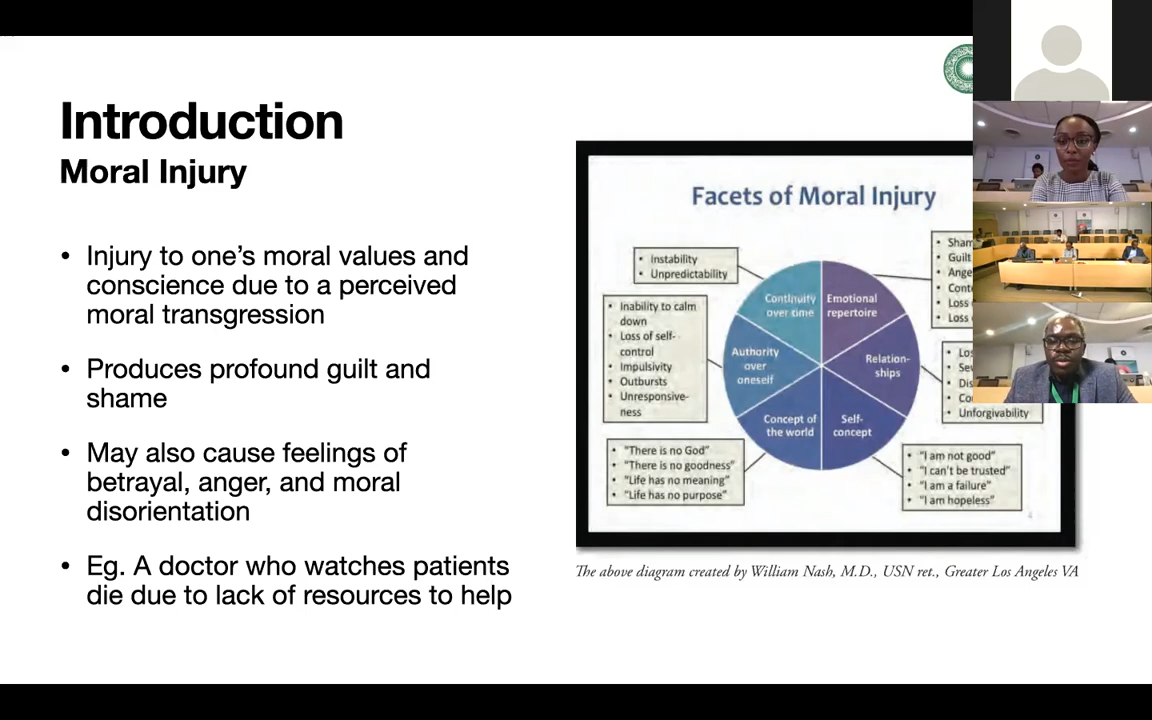 Introduction
Moral Injury
• Injury to one’s moral values and
conscience due to a perceived
moral transgression
• Produces profound guilt and
shame
• May also cause feelings of
betrayal, anger, and moral
disorientation
• Eg. A doctor who watches patients
die due to lack of resources to help
Facets of Moral Injury
• Instability
• Unpredictability
• Inability to calm
down
• Loss of self-
control
• Impulsivity
• Outbursts
• Unresponsive-
ness
• "There is no God"
• "There is no goodness"
• "Life has no meaning"
• "Life has no purpose"
Continuity
over time
Emotional
repertoire
Authority
over
oneself
Relation-
ships
Concept of
the world
Self-
concept
• Guilt
• Loss
• Loss
• Unforgivability
• "I am not good"
• "I can't be trusted"
• "I am a failure"
• "I am hopeless"
The above diagram created by William Nash, M.D., USN ret., Greater Los Angeles VA